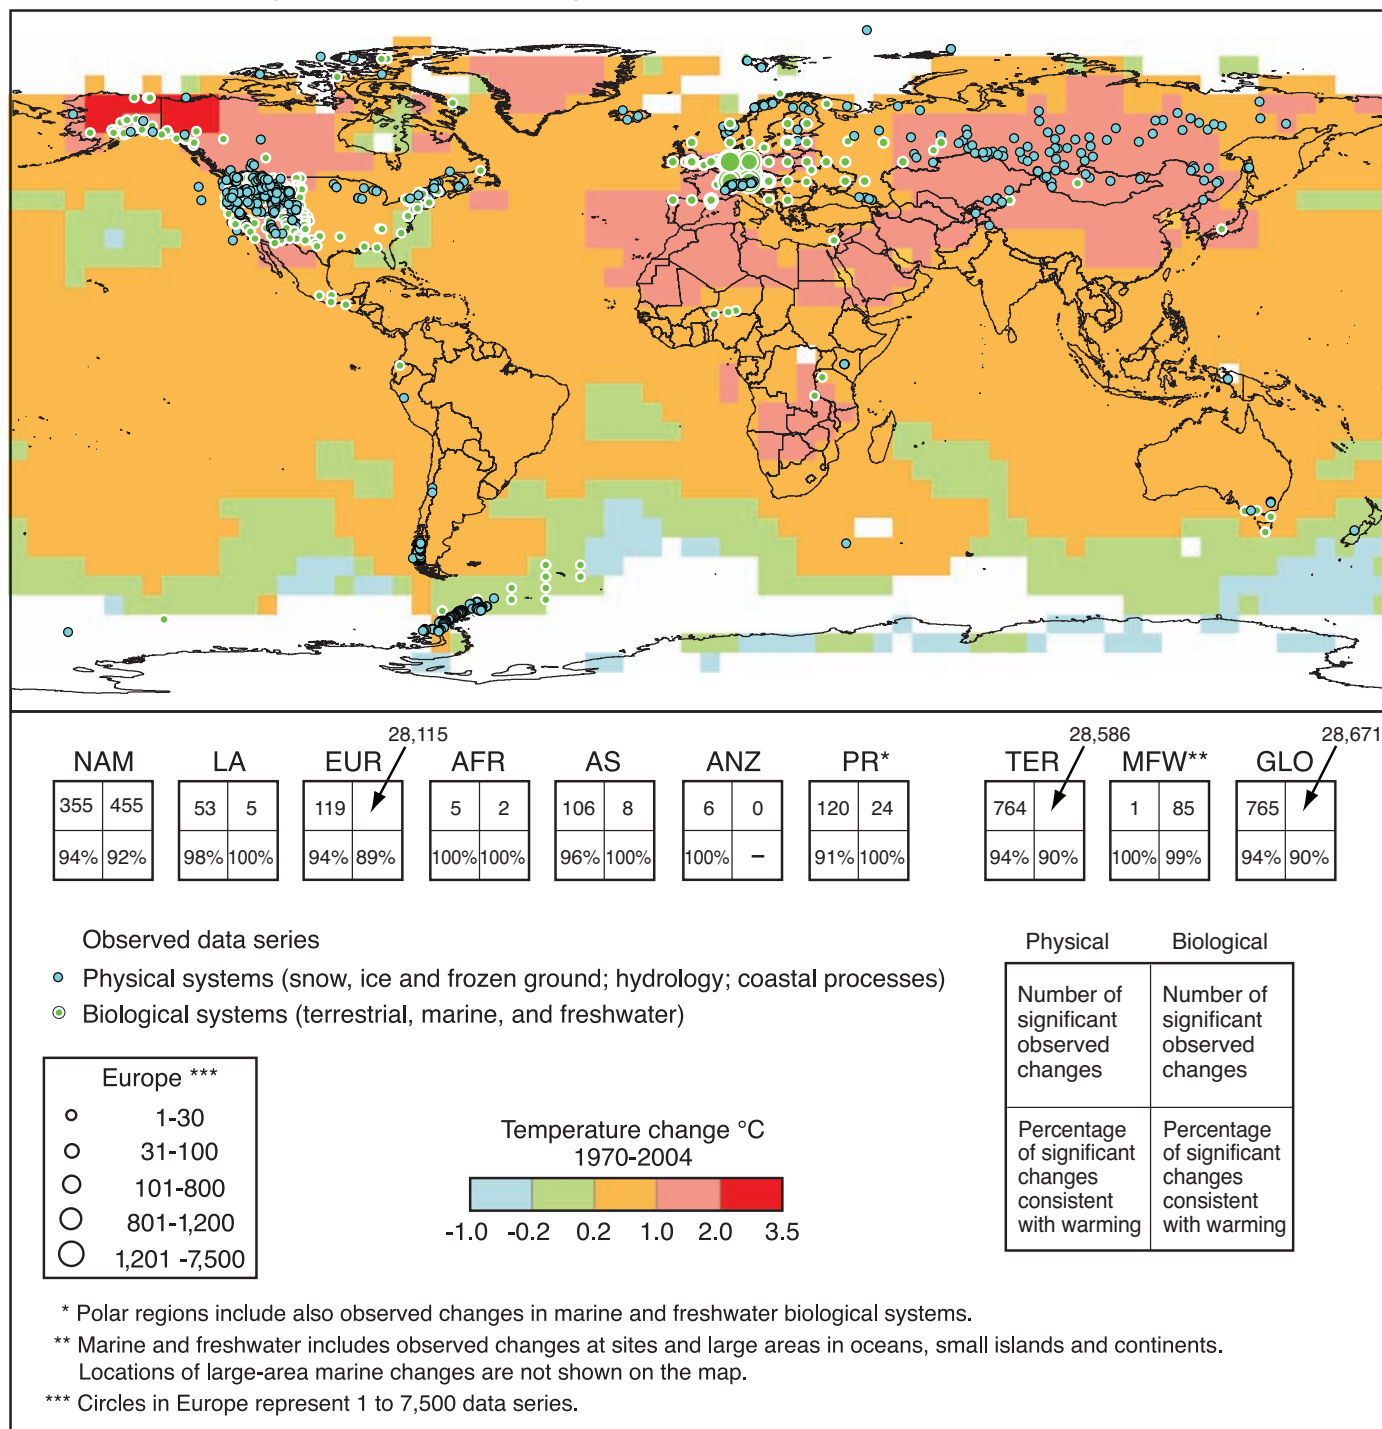 28,115
28,586
28,671
NAM LA EUR AFR AS ANZ PR* TER MFW** GLO
355 455 53 5 119 5 2 106 8 6 0 120 24 764 1 85 765
94% 92% 98% 100% 94% 89% 100% 100% 96% 100% 100% – 91% 100% 94% 90% 100% 99% 94% 90%
Observed data series
Physical systems (snow, ice and frozen ground; hydrology; coastal processes)
Biological systems (terrestrial, marine, and freshwater)
Physical Biological
Number of significant observed changes
Number of significant observed changes
Percentage of significant changes consistent with warming
Percentage of significant changes consistent with warming
Europe ***
1-30
31-100
101-800
801-1,200
1,201 -7,500
Temperature change °C
1970-2004
-1.0 -0.2 0.2 1.0 2.0 3.5
* Polar regions include also observed changes in marine and freshwater biological systems.
** Marine and freshwater includes observed changes at sites and large areas in oceans, small islands and continents.
Locations of large-area marine changes are not shown on the map.
*** Circles in Europe represent 1 to 7,500 data series.